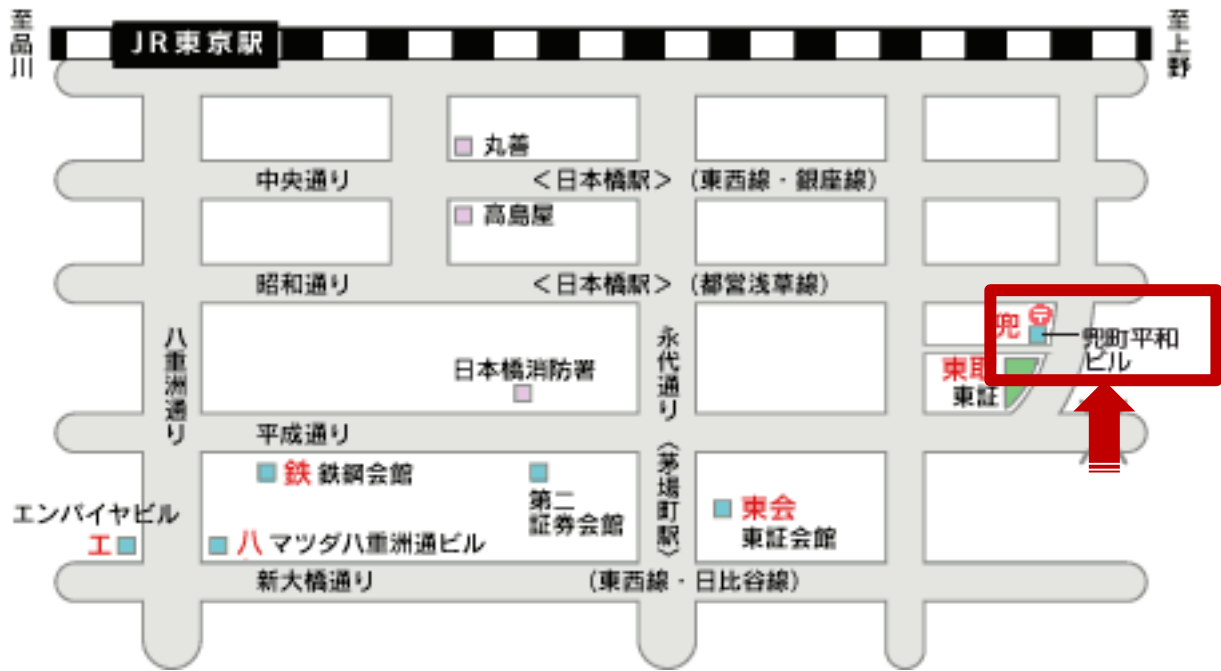 至品川
JR東京駅
至上野
丸善
中央通り
＜日本橋駅＞（東西線・銀座線）
高島屋
昭和通り
＜日本橋駅＞（都営浅草線）
兜
〒
兜町平和
ビル
八重洲通り
永代通り
日本橋消防署
東取
東証
平成通り
〈茅場町駅〉
鉄 鉄鋼会館
第二
証券会館
東会
東証会館
エンパイヤビル
エ
八 マツダ八重洲通ビル
新大橋通り
（東西線・日比谷線）